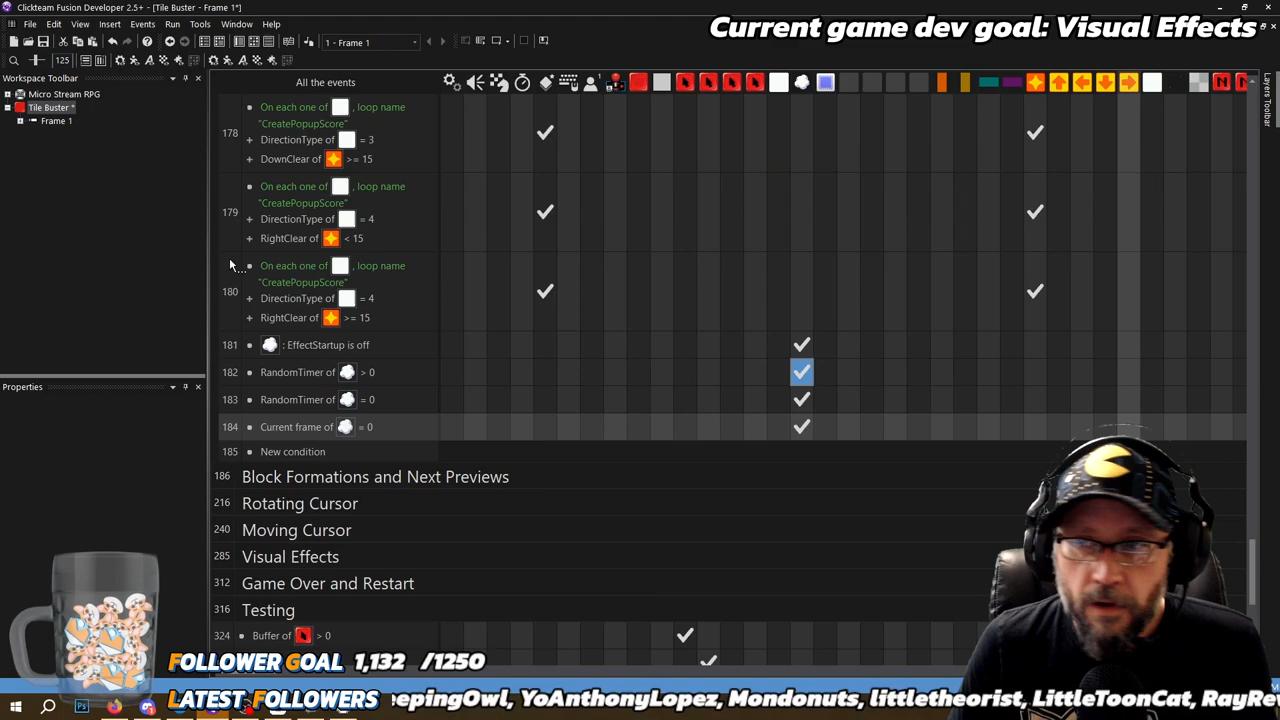 Clickteam Fusion Developer 2.5+ - [Tile Buster - Frame 1*]
Current game dev goal: Visual Effects
File Edit View Insert Events Run Tools Window Help
1 - Frame 1
123
Workspace Toolbar
Micro Stream RPG
Tile Buster *
Frame 1
Properties
Layers Toolbar
All the events
178
On each one of , loop name
"CreatePopupScore"
+ DirectionType of = 3
+ DownClear of >= 15
179
On each one of , loop name
"CreatePopupScore"
+ DirectionType of = 4
+ RightClear of < 15
180
On each one of , loop name
"CreatePopupScore"
+ DirectionType of = 4
+ RightClear of >= 15
181 : EffectStartup is off
182 RandomTimer of > 0
183 RandomTimer of = 0
184 Current frame of = 0
185 New condition
186 Block Formations and Next Previews
216 Rotating Cursor
240 Moving Cursor
285 Visual Effects
312 Game Over and Restart
316 Testing
324 Buffer of > 0
Follower Goal 1,132 /1250
Latest Followers epingOwl, YoAnthonyLopez, Mondonuts, littletheorist, LittleToonCat, RayRe